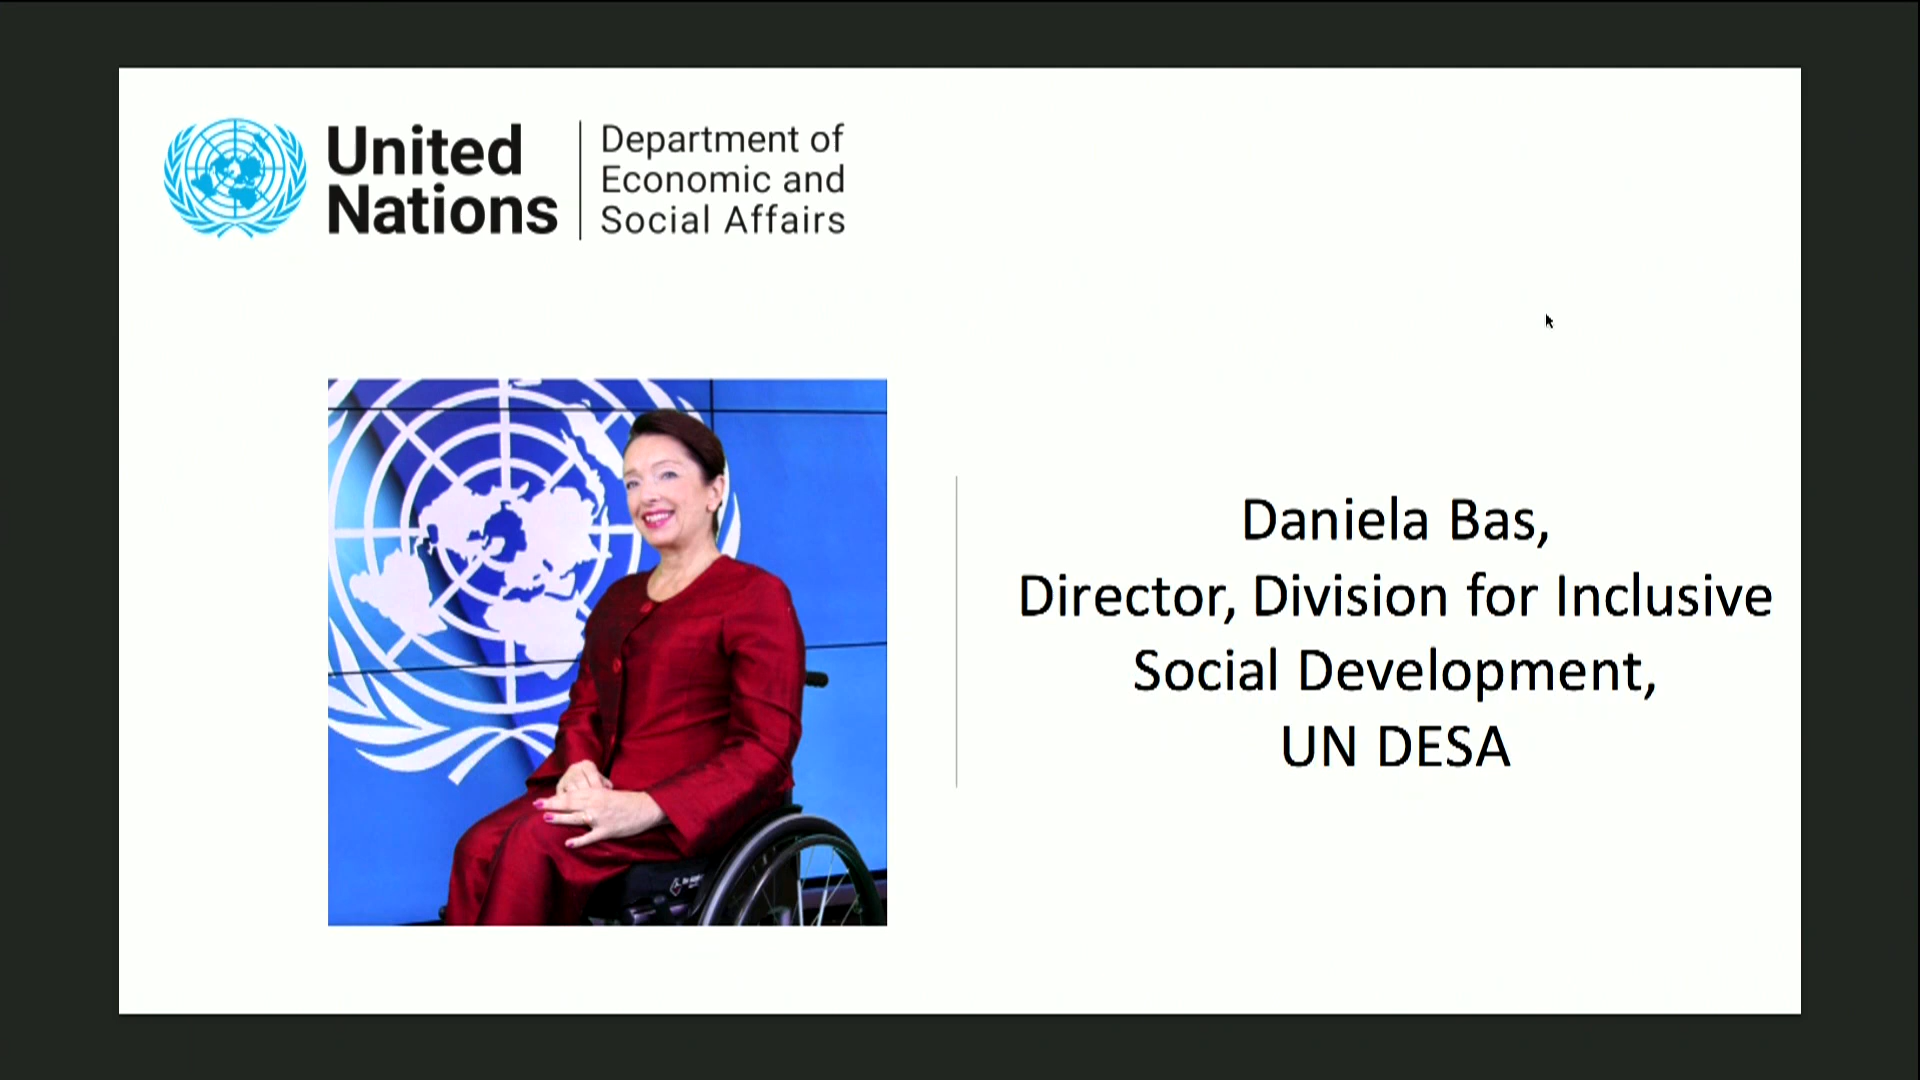 United
Nations
Department of
Economic and
Social Affairs
Daniela Bas,
Director, Division for Inclusive
Social Development,
UN DESA